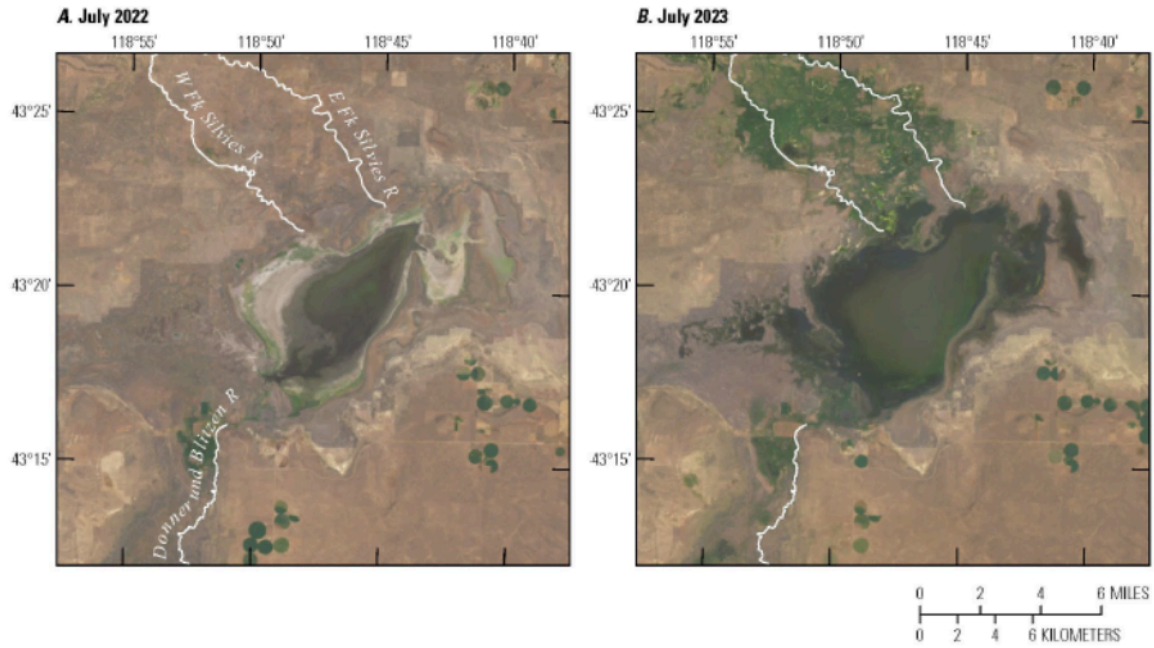 A. July 2022
118°55' 118°50' 118°45' 118°40'
43°25'
43°20'
43°15'
W Fk Silvies R
E Fk Silvies R
Donner und Blitzen R
B. July 2023
118°55' 118°50' 118°45' 118°40'
43°25'
43°20'
43°15'
0 2 4 6 MILES
0 2 4 6 KILOMETERS